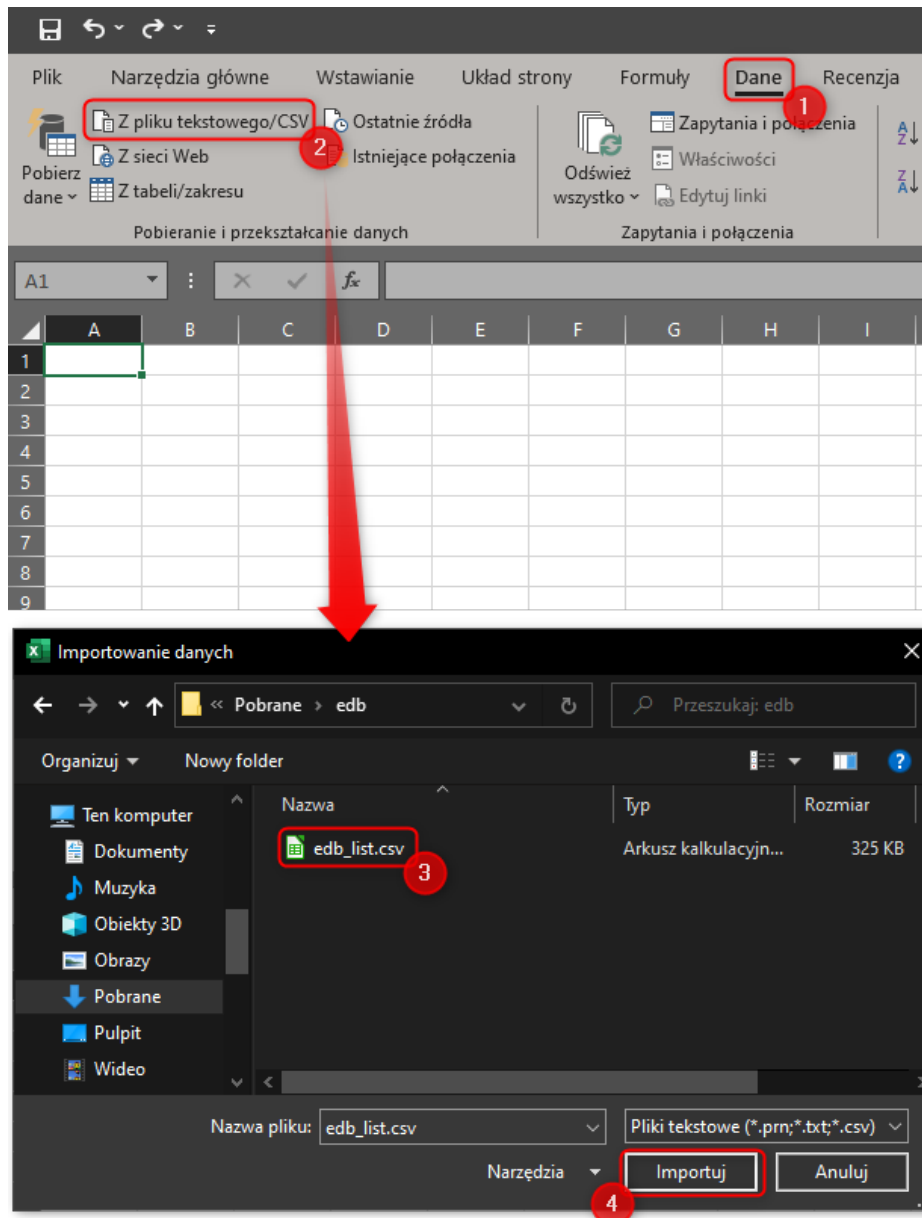 Plik Narzędzia główne Wstawianie Układ strony Formuły Dane Recenzja
1
Z pliku tekstowego/CSV Ostatnie źródła Zapytania i połączenia
2
Z sieci Web Istniejące połączenia Właściwości
Pobierz dane Z tabeli/zakresu Odśwież wszystko Edytuj linki
Pobieranie i przekształcanie danych Zapytania i połączenia
A1 fx
A B C D E F G H I
1
2
3
4
5
6
7
8
9
Importowanie danych
« Pobrane > edb Przeszukaj: edb
Organizuj Nowy folder ?
Nazwa Typ Rozmiar
Ten komputer
edb_list.csv Arkusz kalkulacyjn... 325 KB
3
Dokumenty
Muzyka
Obiekty 3D
Obrazy
Pobrane
Pulpit
Wideo
Nazwa pliku: edb_list.csv Pliki tekstowe (*.prn;*.txt;*.csv)
Narzędzia Importuj Anuluj
4